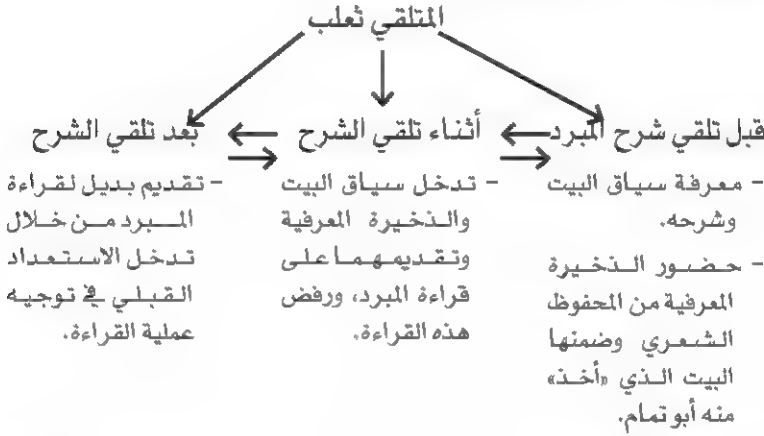 المتلقي ثعلب
قبل تلقي شرح المبرد
- معرفة سياق البيت
وشرحه.
- حضور الذخيرة
المعرفية من المحفوظ
الشعري وضمنها
البيت الذي «أخذ»
منه أبو تمام.
أثناء تلقي الشرح
- تدخل سياق البيت
والذخيرة المعرفية
وتقديمهما على
قراءة المبرد، ورفض
هذه القراءة.
بعد تلقي الشرح
- تقديم بديل لقراءة
المبرد من خلال
تدخل الاستعداد
القبلي في توجيه
عملية القراءة.